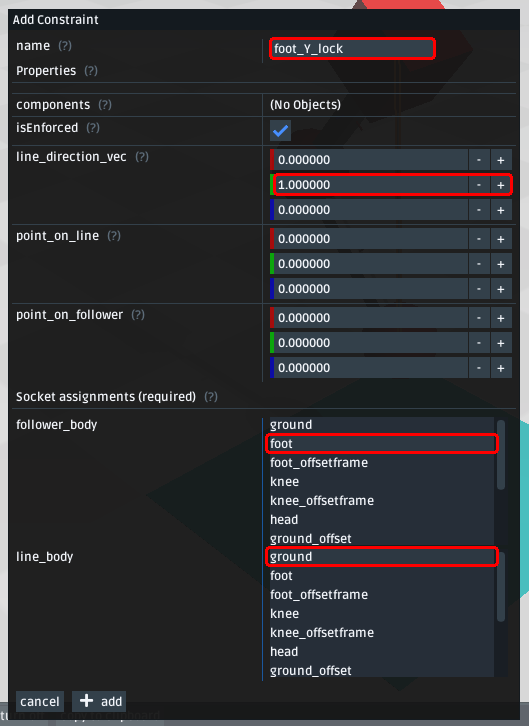 Add Constraint
name (?) foot_Y_lock
Properties (?)
components (?) (No Objects)
isEnforced (?)
line_direction_vec (?) 0.000000 - +
1.000000 - +
0.000000 - +
point_on_line (?) 0.000000 - +
0.000000 - +
0.000000 - +
point_on_follower (?) 0.000000 - +
0.000000 - +
0.000000 - +
Socket assignments (required) (?)
follower_body ground
foot
foot_offsetframe
knee
knee_offsetframe
head
ground_offset
line_body ground
foot
foot_offsetframe
knee
knee_offsetframe
head
ground_offset
cancel + add